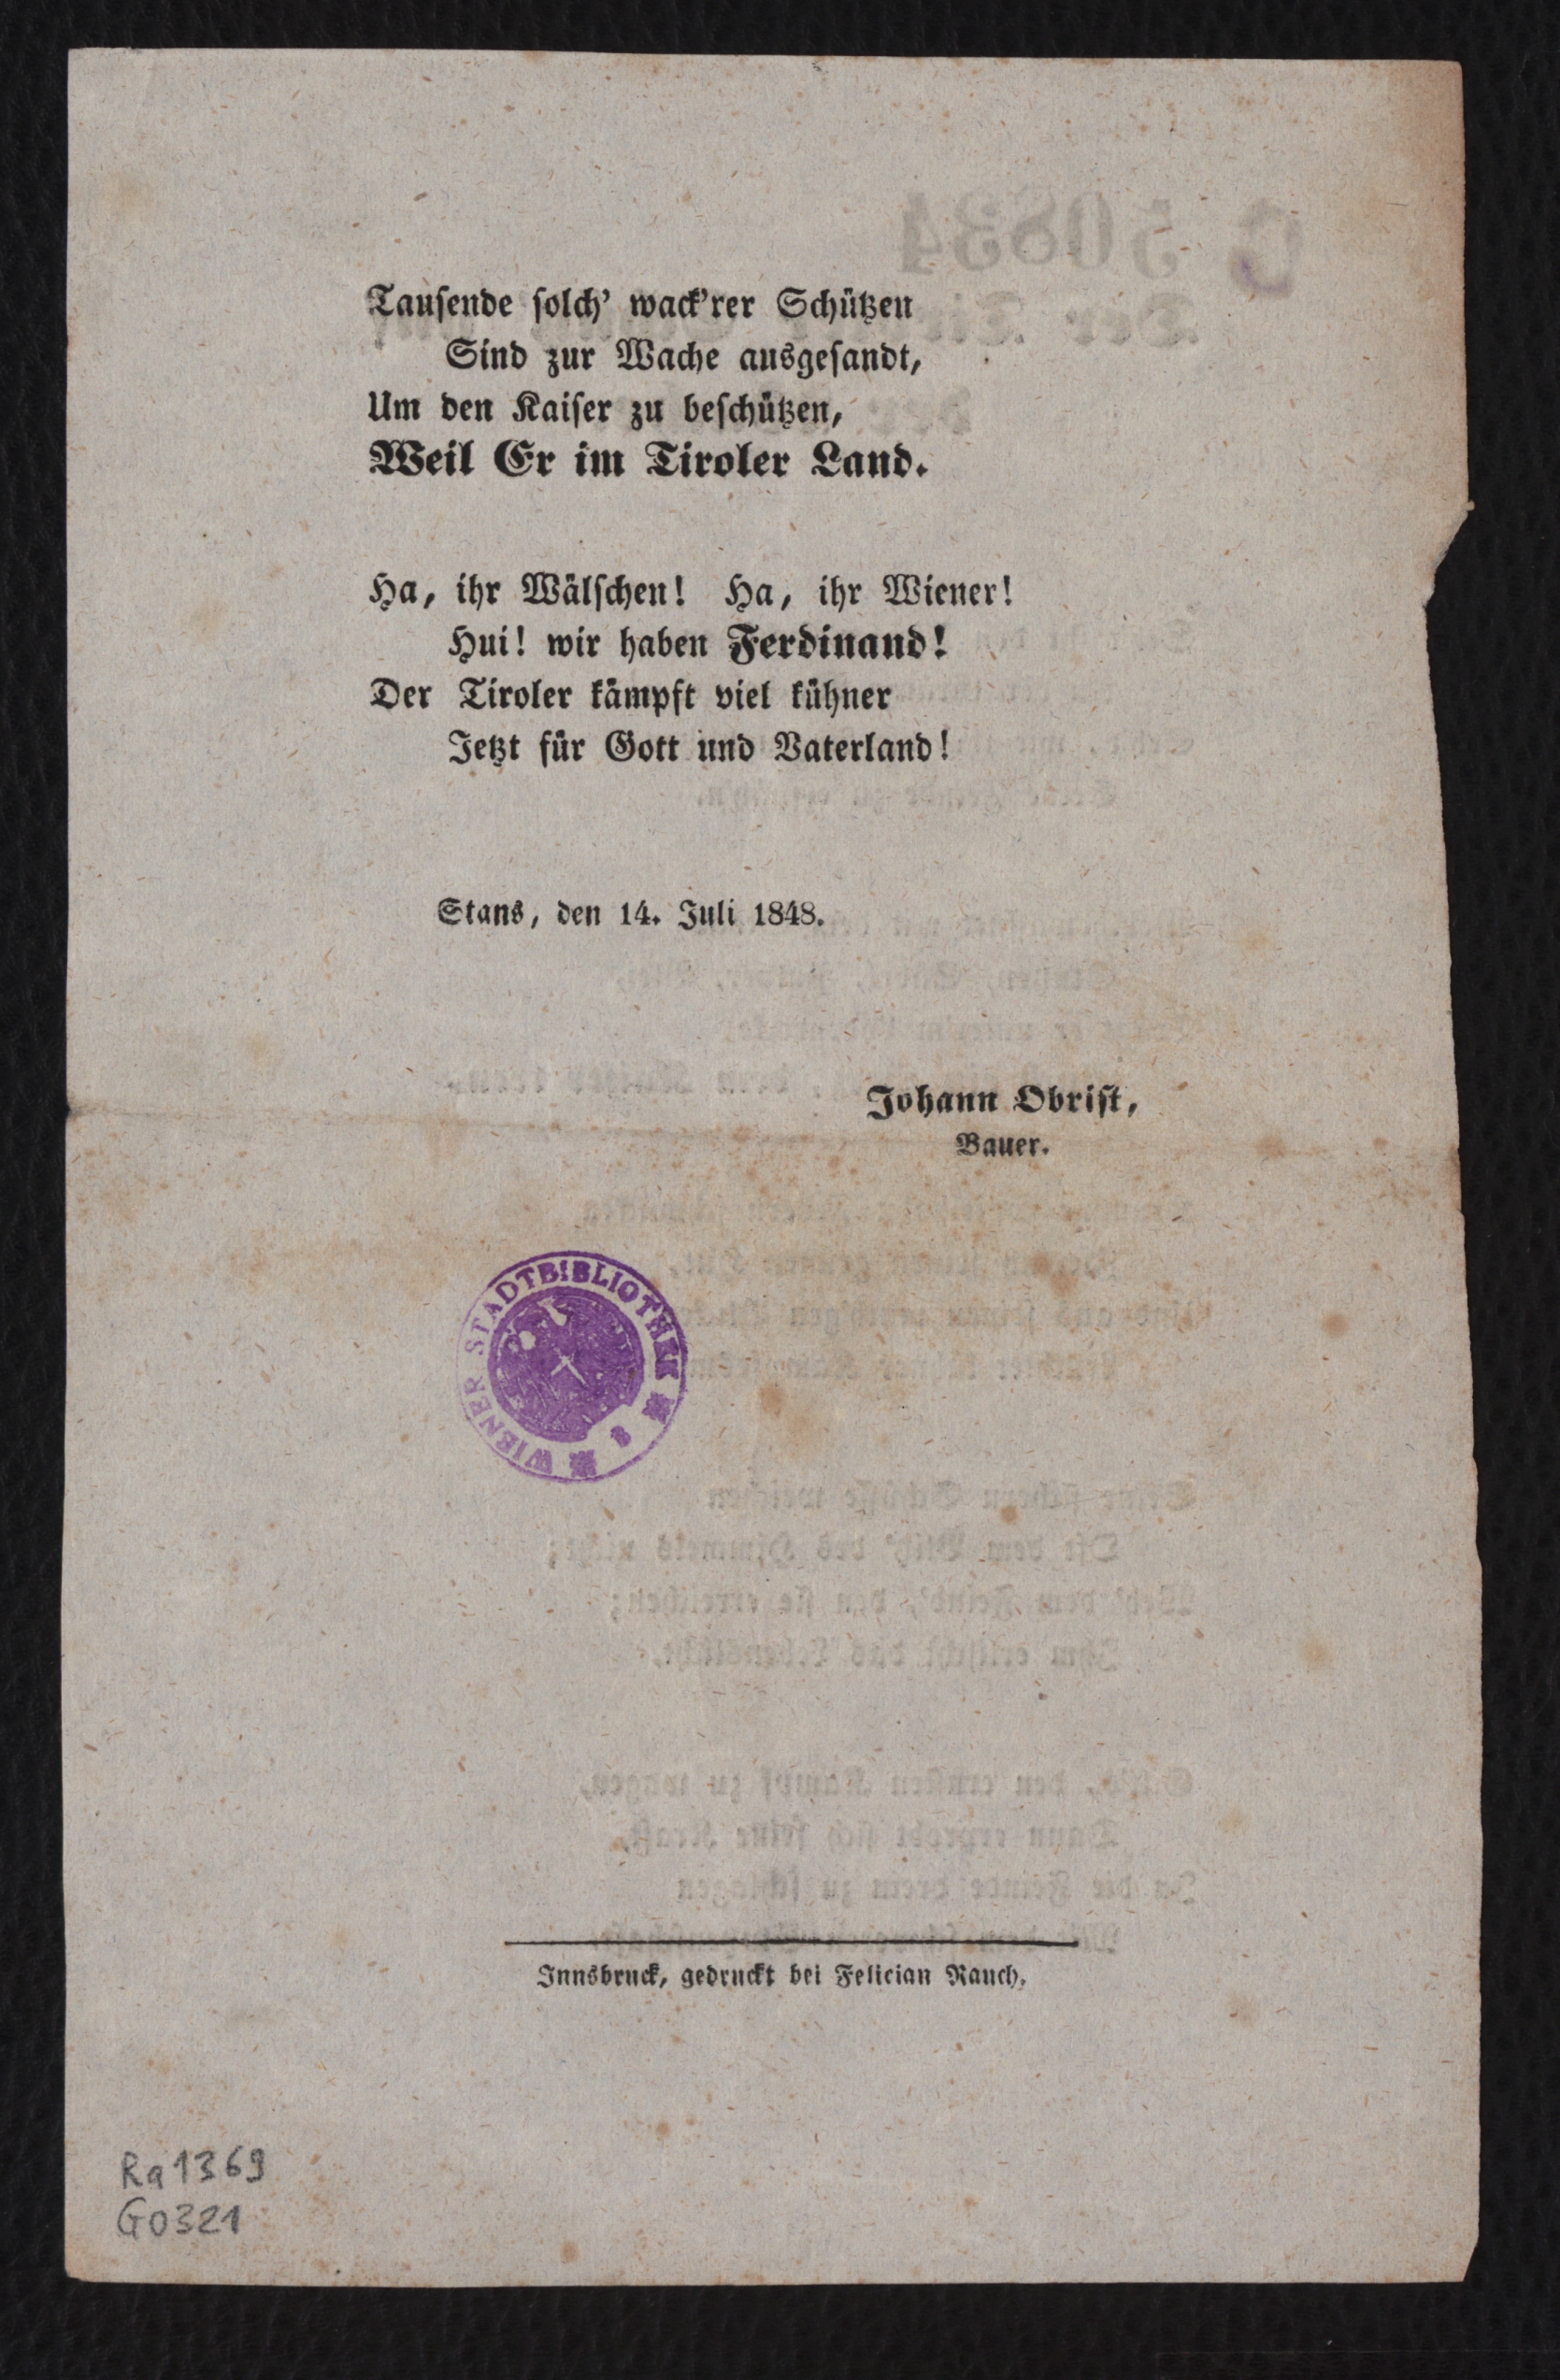 Tausende solch' wack'rer Schützen
Sind zur Wache ausgesandt,
Um den Kaiser zu beschützen,
Weil Er im Tiroler Land.
Ha, ihr Wälschen! Ha, ihr Wiener!
Hui! wir haben Ferdinand!
Der Tiroler kämpft viel kühner
Jetzt für Gott und Vaterland!
Stans, den 14. Juli 1848.
Johann Obrist,
Bauer.
WIENER STADTBIBLIOTHEK
Innsbruck, gedruckt bei Felician Rauch.
Ra1369
G0321